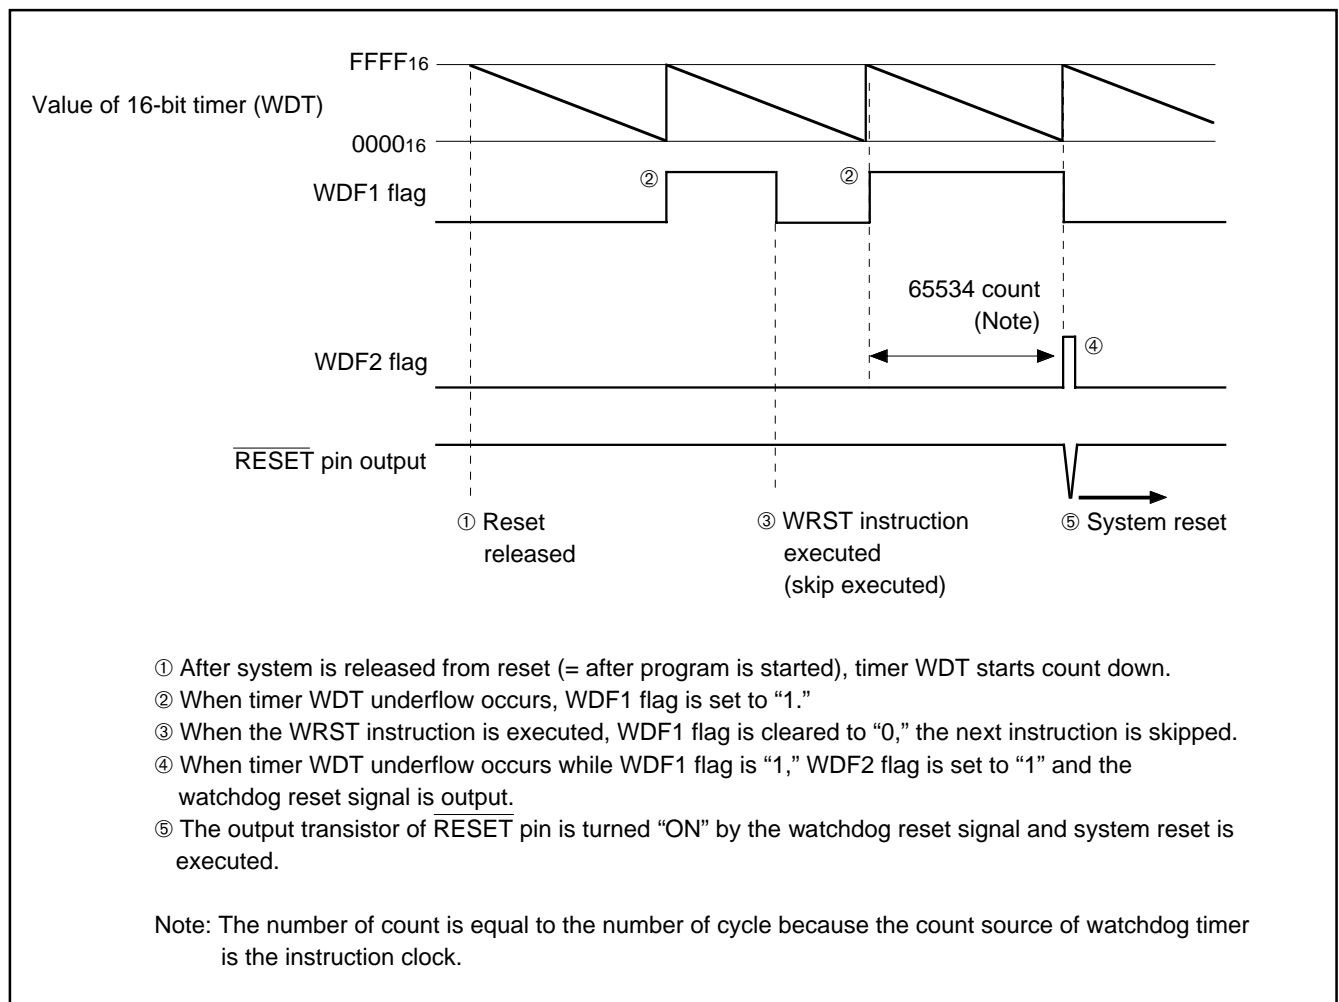 FFFF16
Value of 16-bit timer (WDT)
000016
② ②
WDF1 flag
65534 count
(Note)
④
WDF2 flag
RESET pin output
① Reset
released
③ WRST instruction
executed
(skip executed)
⑤ System reset
① After system is released from reset (= after program is started), timer WDT starts count down.
② When timer WDT underflow occurs, WDF1 flag is set to “1.”
③ When the WRST instruction is executed, WDF1 flag is cleared to “0,” the next instruction is skipped.
④ When timer WDT underflow occurs while WDF1 flag is “1,” WDF2 flag is set to “1” and the
watchdog reset signal is output.
⑤ The output transistor of RESET pin is turned “ON” by the watchdog reset signal and system reset is
executed.
Note: The number of count is equal to the number of cycle because the count source of watchdog timer
is the instruction clock.